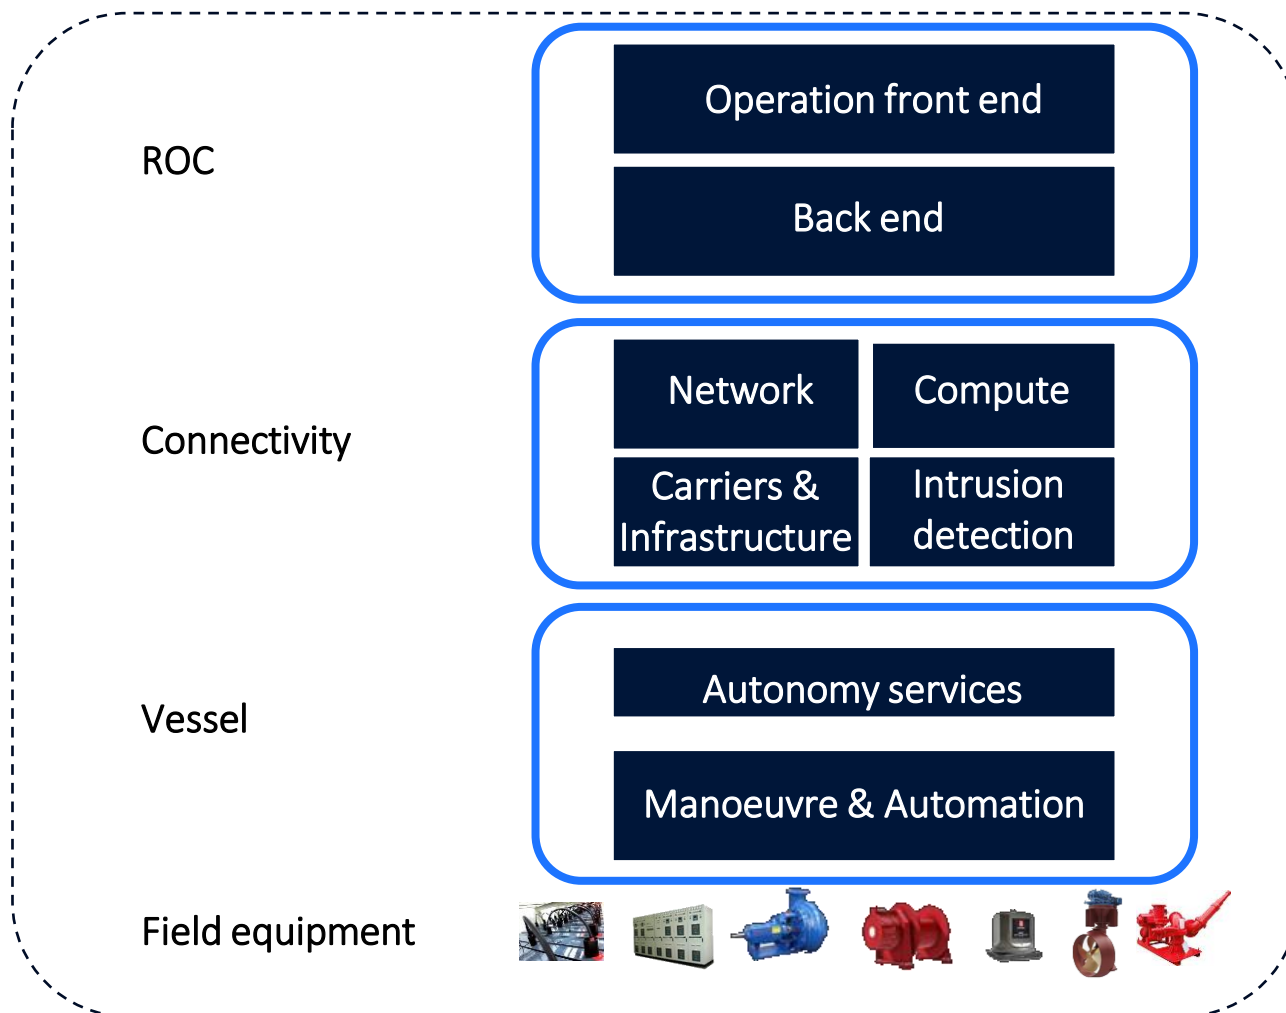 Operation front end
ROC
Back end
Network
Compute
Connectivity
Carriers &
Infrastructure
Intrusion
detection
Autonomy services
Vessel
Manoeuvre & Automation
Field equipment